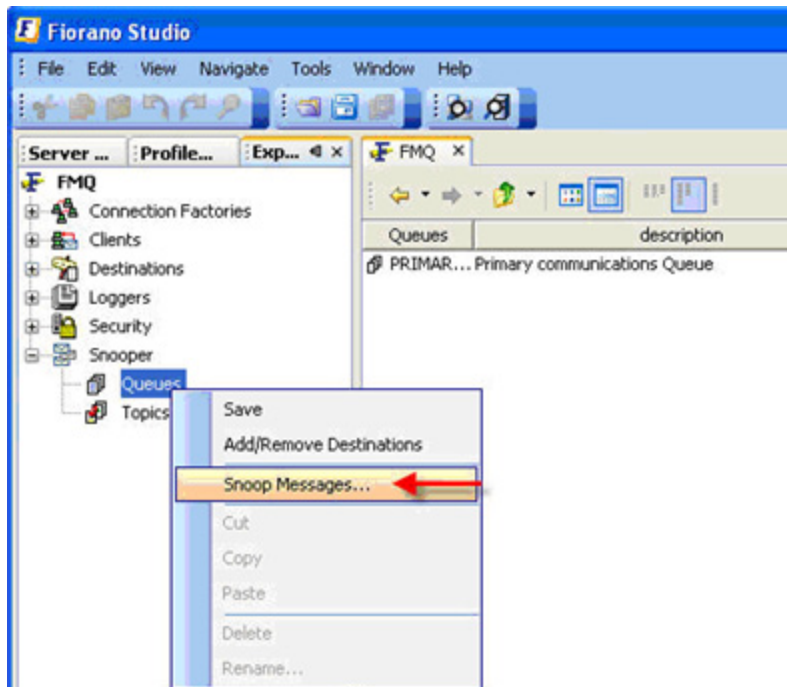 Fiorano Studio
File Edit View Navigate Tools Window Help
Server ... Profile... Exp...
FMQ
FMQ
Connection Factories
Clients
Destinations
Loggers
Security
Snooper
Queues
Topics
Queues description
PRIMAR... Primary communications Queue
Save
Add/Remove Destinations
Snoop Messages...
Cut
Copy
Paste
Delete
Rename...